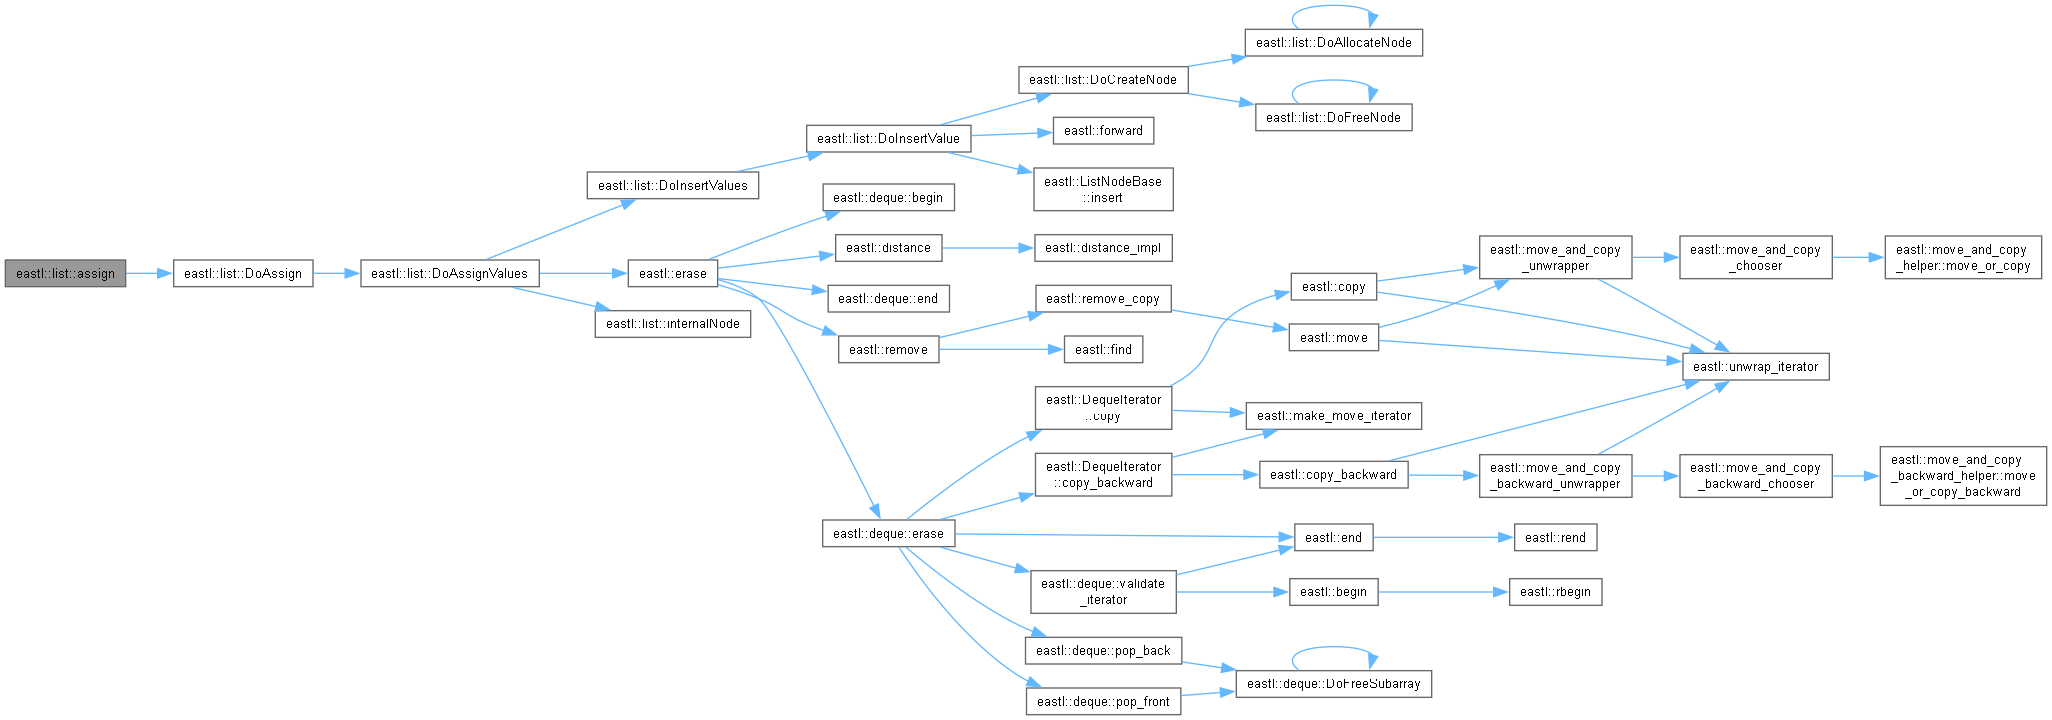 eastl::list::assign
eastl::list::DoAssign
eastl::list::DoAssignValues
eastl::list::DoInsertValues
eastl::erase
eastl::list::internalNode
eastl::list::DoInsertValue
eastl::deque::begin
eastl::distance
eastl::deque::end
eastl::remove
eastl::deque::erase
eastl::list::DoCreateNode
eastl::forward
eastl::ListNodeBase
::insert
eastl::distance_impl
eastl::remove_copy
eastl::find
eastl::DequeIterator
::copy
eastl::DequeIterator
::copy_backward
eastl::deque::validate
_iterator
eastl::deque::pop_back
eastl::deque::pop_front
eastl::list::DoAllocateNode
eastl::list::DoFreeNode
eastl::copy
eastl::move
eastl::make_move_iterator
eastl::copy_backward
eastl::end
eastl::begin
eastl::deque::DoFreeSubarray
eastl::move_and_copy
_unwrapper
eastl::move_and_copy
_backward_unwrapper
eastl::rend
eastl::rbegin
eastl::move_and_copy
_chooser
eastl::unwrap_iterator
eastl::move_and_copy
_backward_chooser
eastl::move_and_copy
_helper::move_or_copy
eastl::move_and_copy
_backward_helper::move
_or_copy_backward